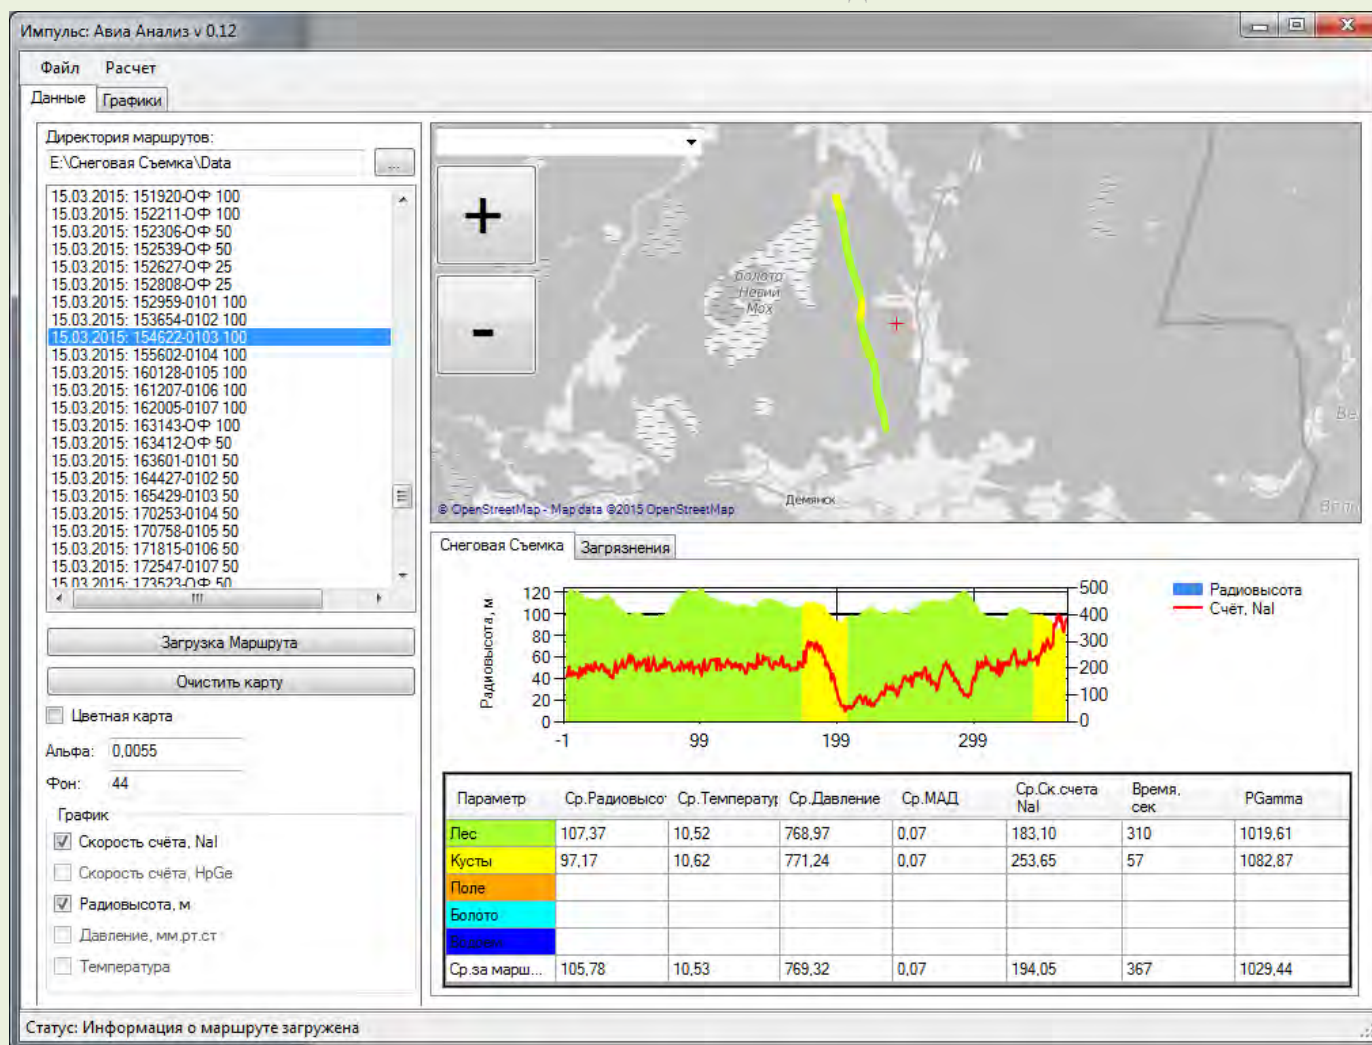 Импульс: Авиа Анализ v 0.12
Файл Расчет
Данные Графики
Директория маршрутов:
E:\Снеговая Съемка\Data
...
15.03.2015: 151920-ОФ 100
15.03.2015: 152211-ОФ 100
15.03.2015: 152306-ОФ 50
15.03.2015: 152539-ОФ 50
15.03.2015: 152627-ОФ 25
15.03.2015: 152808-ОФ 25
15.03.2015: 152959-0101 100
15.03.2015: 153654-0102 100
15.03.2015: 154622-0103 100
15.03.2015: 155602-0104 100
15.03.2015: 160128-0105 100
15.03.2015: 161207-0106 100
15.03.2015: 162005-0107 100
15.03.2015: 163143-ОФ 100
15.03.2015: 163412-ОФ 50
15.03.2015: 163601-0101 50
15.03.2015: 164427-0102 50
15.03.2015: 165429-0103 50
15.03.2015: 170253-0104 50
15.03.2015: 170758-0105 50
15.03.2015: 171815-0106 50
15.03.2015: 172547-0107 50
15.03.2015: 173523-ОФ 50
Загрузка Маршрута
Очистить карту
Цветная карта
Альфа: 0,0055
Фон: 44
График
Скорость счёта, NaI
Скорость счёта, HpGe
Радиовысота, м
Давление, мм.рт.ст
Температура
+
-
Болото
Невий
Мох
Демянск
© OpenStreetMap - Map data ©2015 OpenStreetMap
Снеговая Съемка Загрязнения
Радиовысота, м
120
100
80
60
40
20
0
-1 99 199 299
500
400
300
200
100
0
Радиовысота
Счёт, NaI
Параметр Ср.Радиовысо Ср.Температур Ср.Давление Ср.МАД Ср.Ск.счета NaI Время, сек PGamma
Лес 107,37 10,52 768,97 0,07 183,10 310 1019,61
Кусты 97,17 10,62 771,24 0,07 253,65 57 1082,87
Поле
Болото
Водоем
Ср.за марш... 105,78 10,53 769,32 0,07 194,05 367 1029,44
Статус: Информация о маршруте загружена